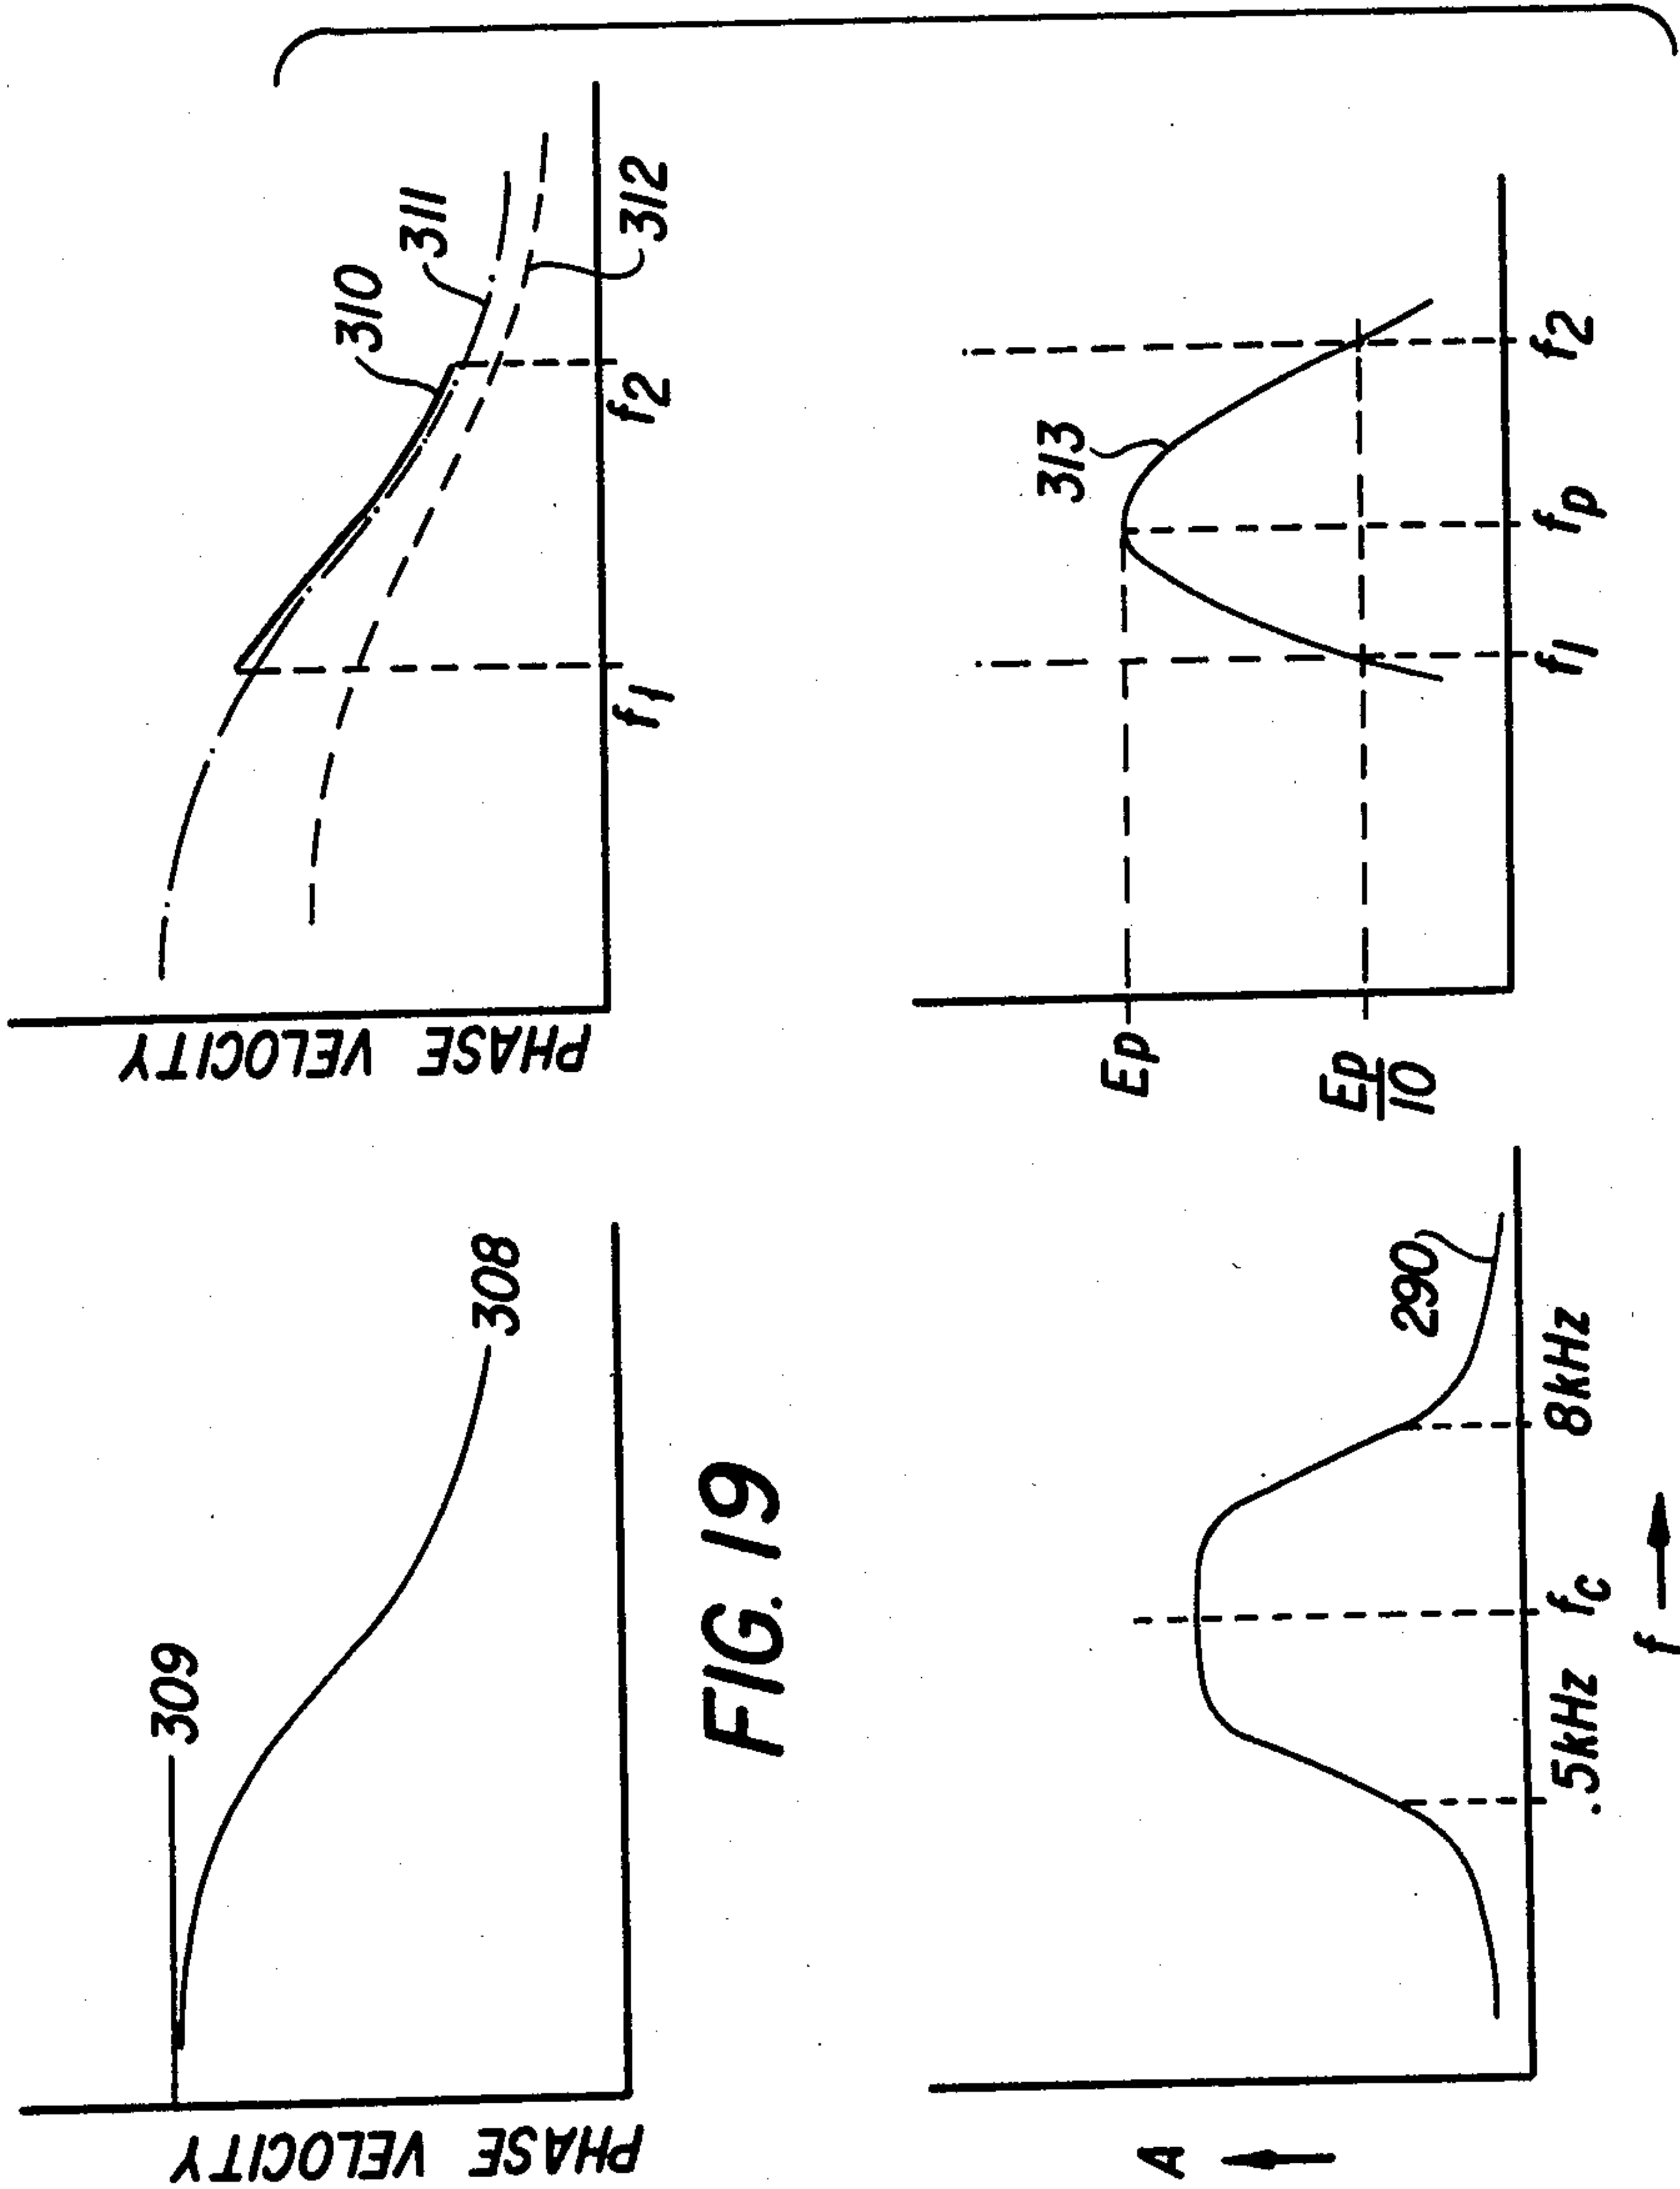 PHASE VELOCITY
309
308
FIG. 19
PHASE VELOCITY
310
311
312
f1
f2
A
290
.5kHz
fc
8kHz
f
Ep
Ep
10
313
f1
fp
f2